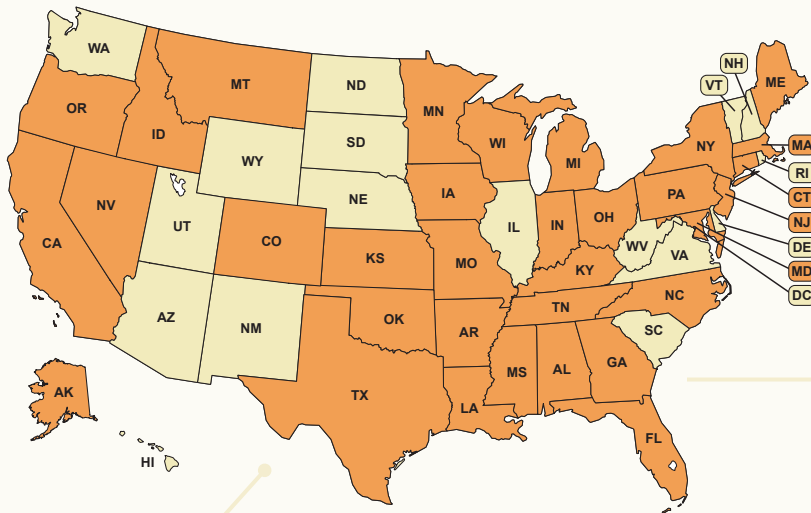 WA
NH
VT
ME
MT
ND
MN
OR
ID
SD
WI
NY
MA
MI
WY
RI
CT
NE
IA
PA
NJ
NV
UT
IL
IN
OH
DE
CA
CO
WV
VA
MD
KS
MO
KY
DC
NC
AZ
NM
OK
TN
AR
SC
MS
AL
GA
AK
TX
LA
FL
HI